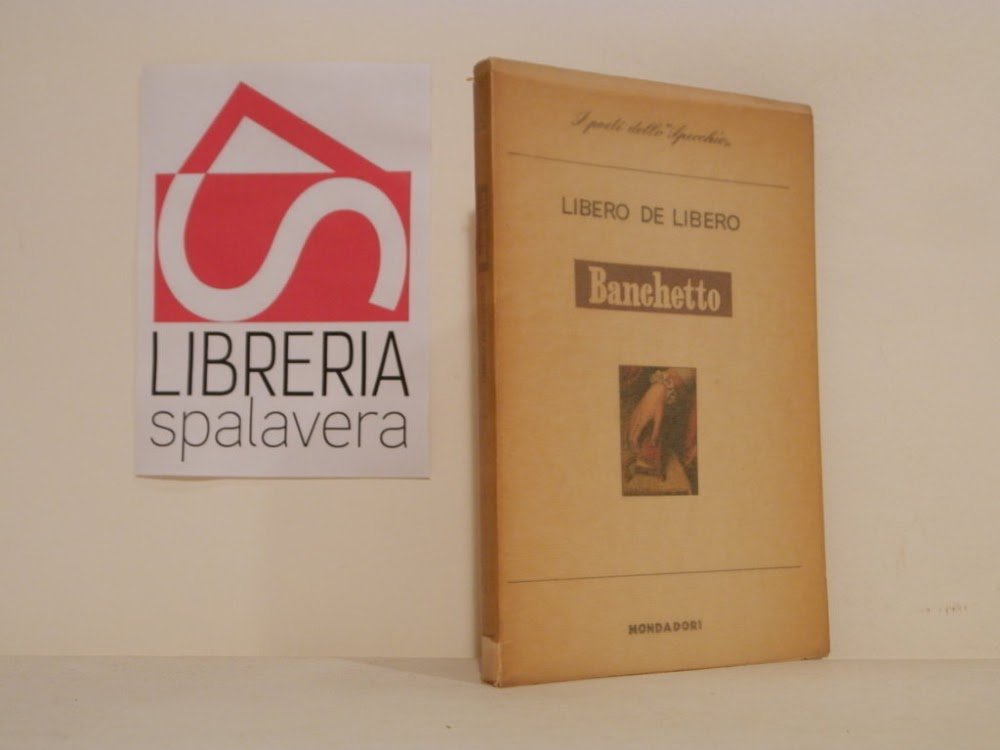 LIBRERIA
spalavera
I poeti dello "Specchio"
LIBERO DE LIBERO
Banchetto
MONDADORI